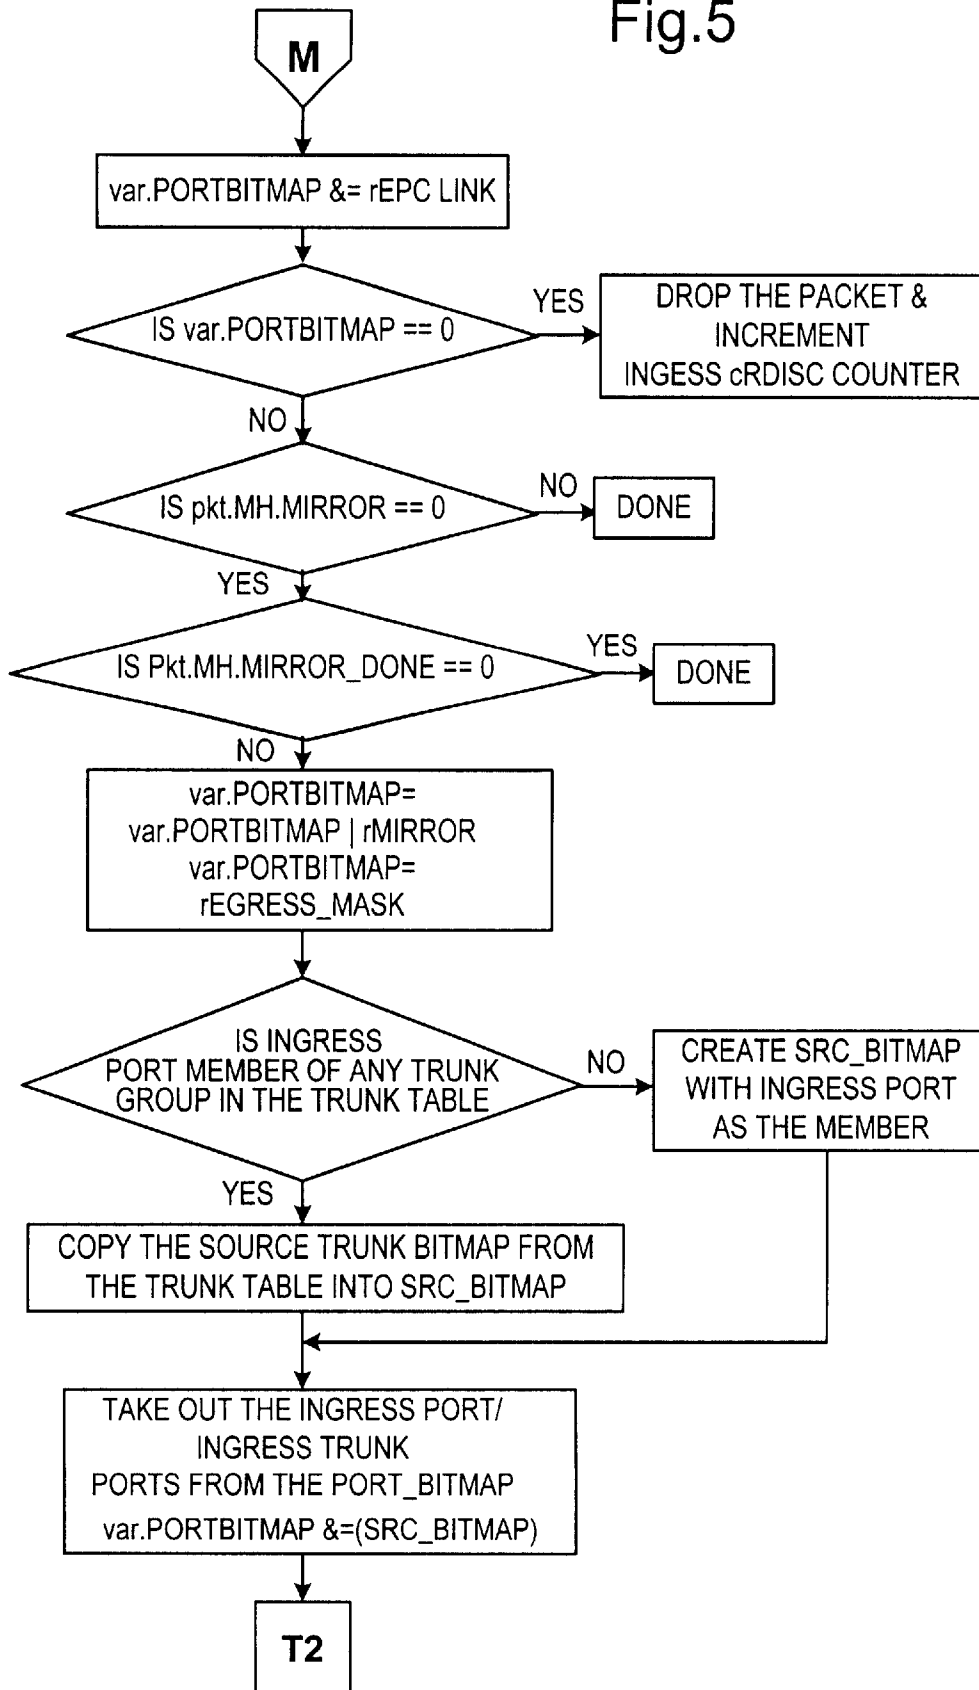 Fig.5
M
var.PORTBITMAP &= rEPC LINK
IS var.PORTBITMAP == 0
YES
DROP THE PACKET &
INCREMENT
INGESS cRDISC COUNTER
NO
IS pkt.MH.MIRROR == 0
NO
DONE
YES
IS Pkt.MH.MIRROR_DONE == 0
YES
DONE
NO
var.PORTBITMAP=
var.PORTBITMAP | rMIRROR
var.PORTBITMAP=
rEGRESS_MASK
IS INGRESS
PORT MEMBER OF ANY TRUNK
GROUP IN THE TRUNK TABLE
NO
CREATE SRC_BITMAP
WITH INGRESS PORT
AS THE MEMBER
YES
COPY THE SOURCE TRUNK BITMAP FROM
THE TRUNK TABLE INTO SRC_BITMAP
TAKE OUT THE INGRESS PORT/
INGRESS TRUNK
PORTS FROM THE PORT_BITMAP
var.PORTBITMAP &=(SRC_BITMAP)
T2